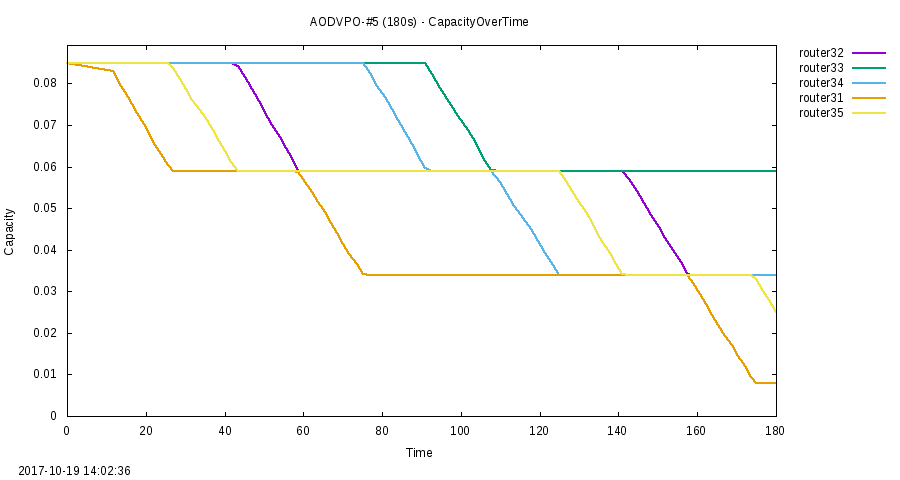 AODVPO-#5 (180s) - CapacityOverTime
router32
router33
router34
router31
router35
0.08
0.07
0.06
0.05
0.04
0.03
0.02
0.01
0
Capacity
0 20 40 60 80 100 120 140 160 180
Time
2017-10-19 14:02:36